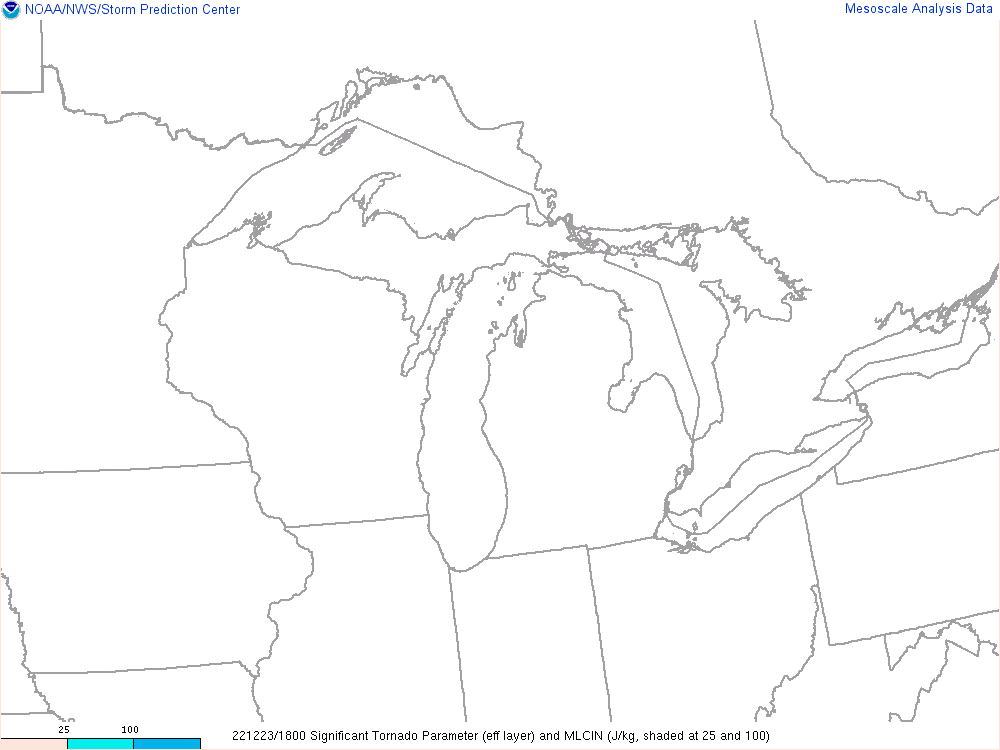 NOAA/NWS/Storm Prediction Center
Mesoscale Analysis Data
25 100
221223/1800 Significant Tornado Parameter (eff layer) and MLCIN (J/kg, shaded at 25 and 100)